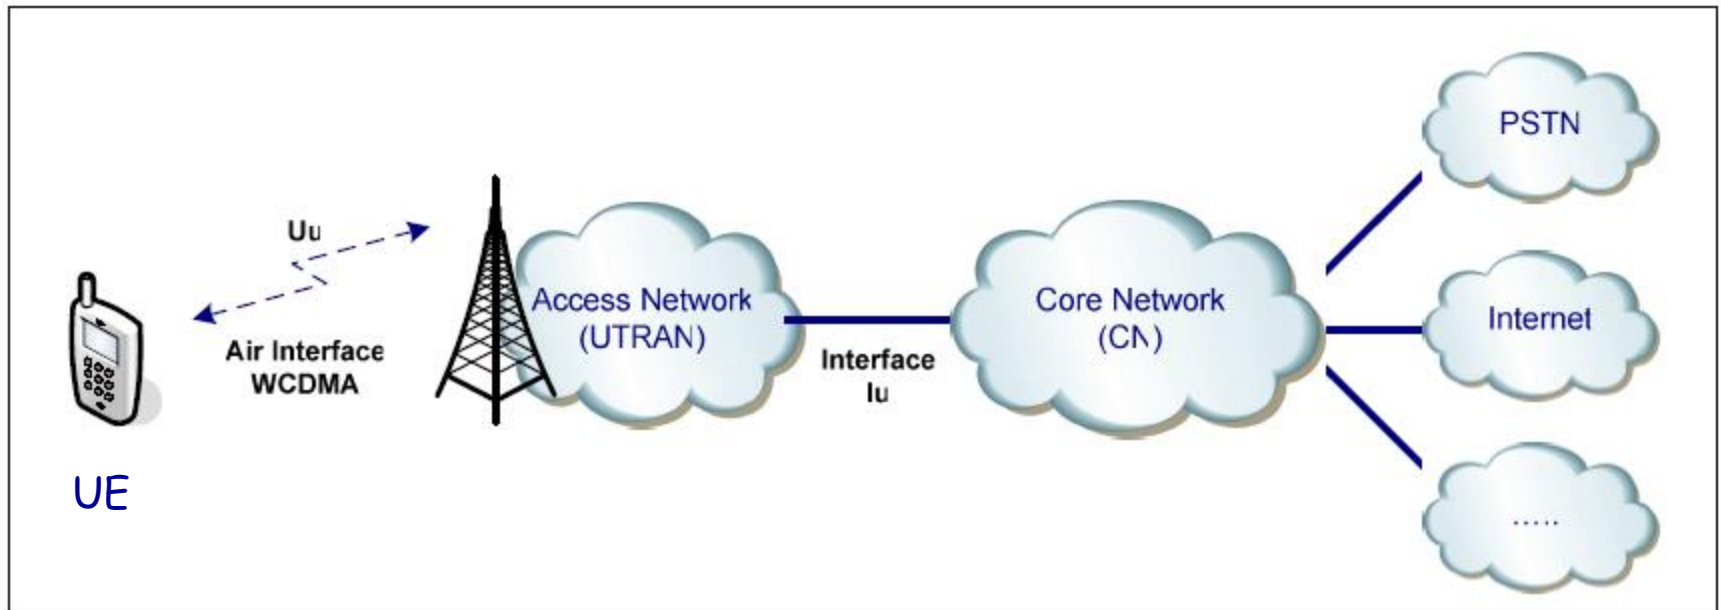 Uu
Air Interface
WCDMA
UE
Access Network
(UTRAN)
Interface
Iu
Core Network
(CN)
PSTN
Internet
.....